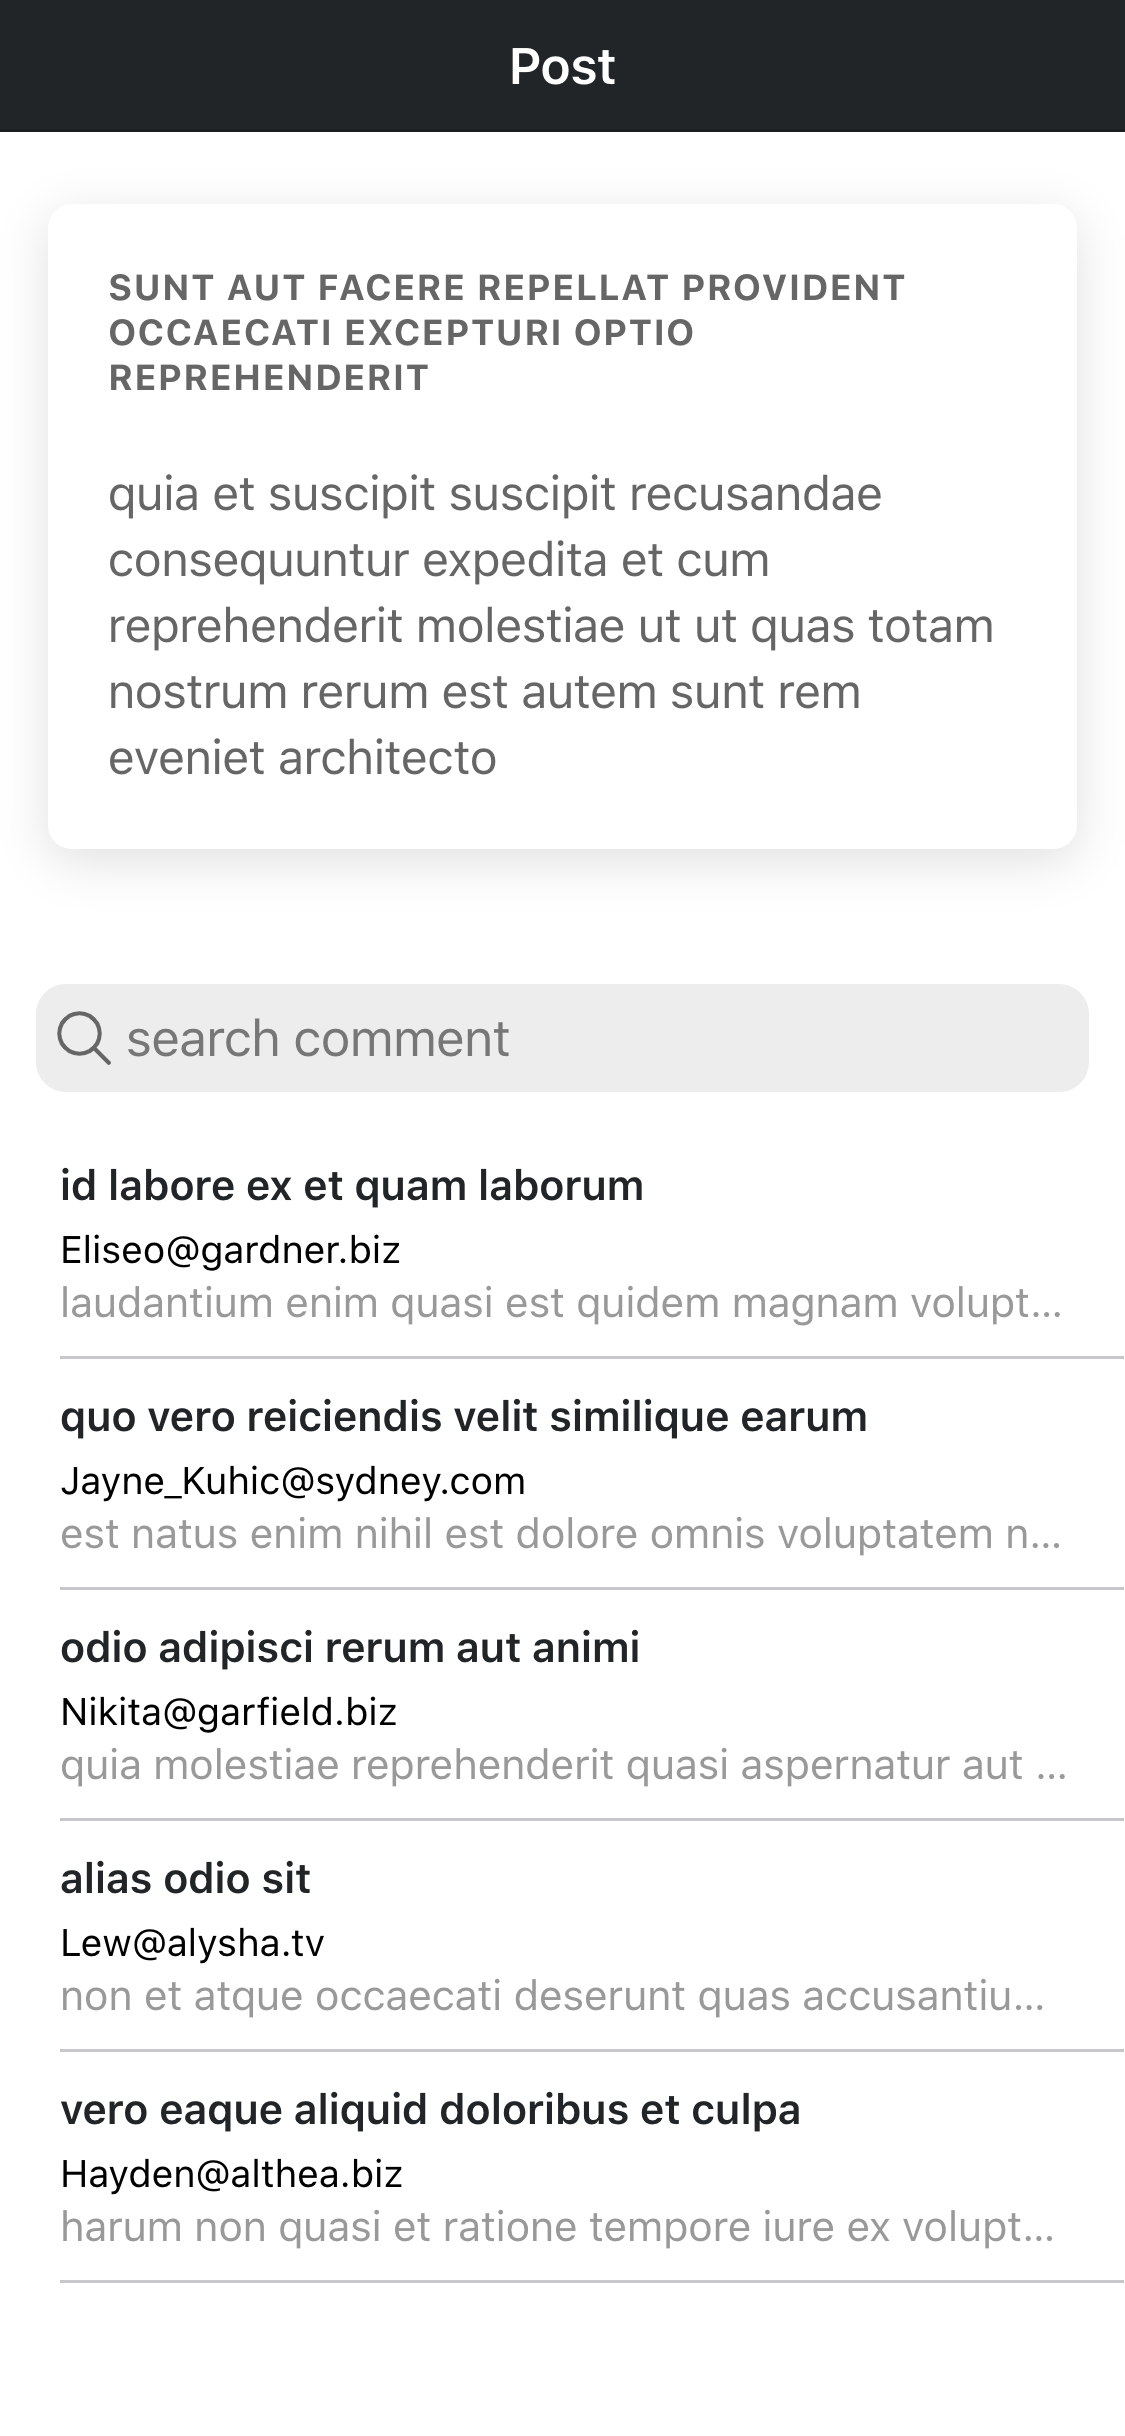 Post
SUNT AUT FACERE REPELLAT PROVIDENT
OCCAECATI EXCEPTURI OPTIO
REPREHENDERIT
quia et suscipit suscipit recusandae
consequuntur expedita et cum
reprehenderit molestiae ut ut quas totam
nostrum rerum est autem sunt rem
eveniet architecto
search comment
id labore ex et quam laborum
Eliseo@gardner.biz
laudantium enim quasi est quidem magnam volupt...
quo vero reiciendis velit similique earum
Jayne_Kuhic@sydney.com
est natus enim nihil est dolore omnis voluptatem n...
odio adipisci rerum aut animi
Nikita@garfield.biz
quia molestiae reprehenderit quasi aspernatur aut ...
alias odio sit
Lew@alysha.tv
non et atque occaecati deserunt quas accusantiu...
vero eaque aliquid doloribus et culpa
Hayden@althea.biz
harum non quasi et ratione tempore iure ex volupt...